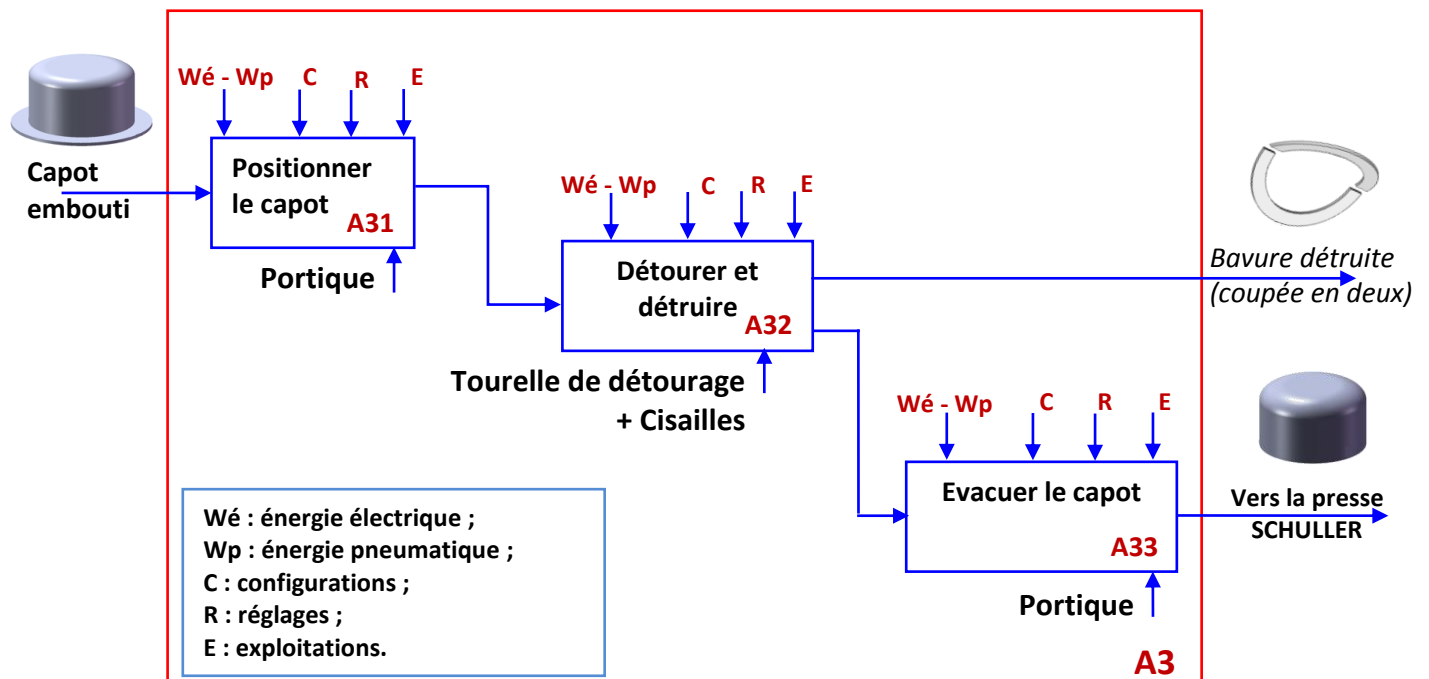 Wé - Wp C R E
Capot
embouti
Positionner
le capot
A31
Portique
Wé - Wp C R E
Détourer et
détruire
A32
Tourelle de détourage
+ Cisailles
Bavure détruite
(coupée en deux)
Wé - Wp C R E
Evacuer le capot
A33
Portique
Vers la presse
SCHULLER
Wé : énergie électrique ;
Wp : énergie pneumatique ;
C : configurations ;
R : réglages ;
E : exploitations.
A3